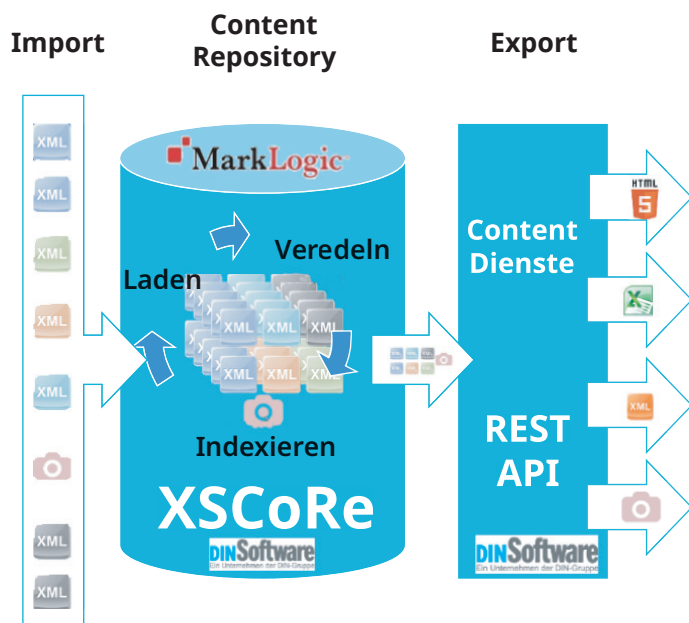 Import
Content
Repository
Export
XML
XML
XML
XML
XML
XML
XML
MarkLogic
Laden
Veredeln
XML
XML
XML
XML
XML
XML
Indexieren
XSCoRe
DINSoftware
Ein Unternehmen der DIN-Gruppe
Content
Dienste
REST
API
DINSoftware
Ein Unternehmen der DIN-Gruppe
HTML
5
XML